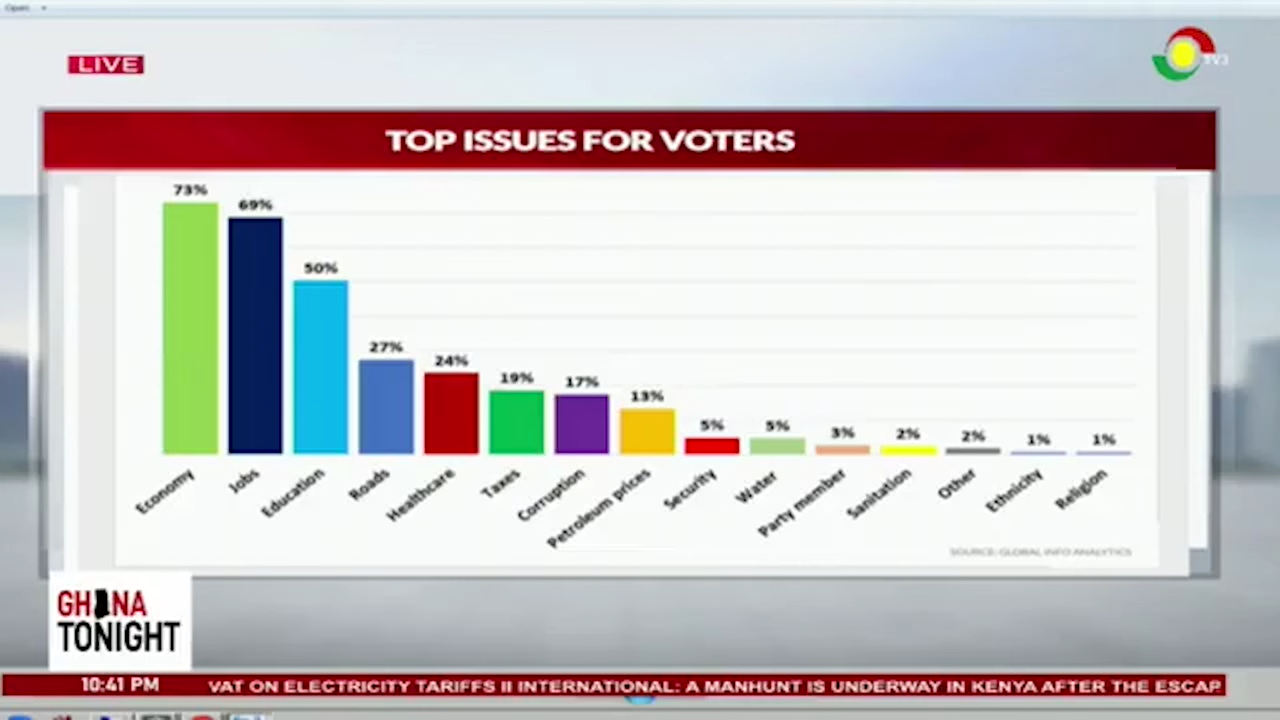 Open
LIVE
TV3
TOP ISSUES FOR VOTERS
73%
69%
50%
27%
24%
19%
17%
13%
5%
5%
3%
2%
2%
1%
1%
Economy
Jobs
Education
Roads
Healthcare
Taxes
Corruption
Petroleum prices
Security
Water
Party member
Sanitation
Other
Ethnicity
Religion
SOURCE: GLOBAL INFO ANALYTICS
GHANA
TONIGHT
10:41 PM VAT ON ELECTRICITY TARIFFS II INTERNATIONAL: A MANHUNT IS UNDERWAY IN KENYA AFTER THE ESCAP